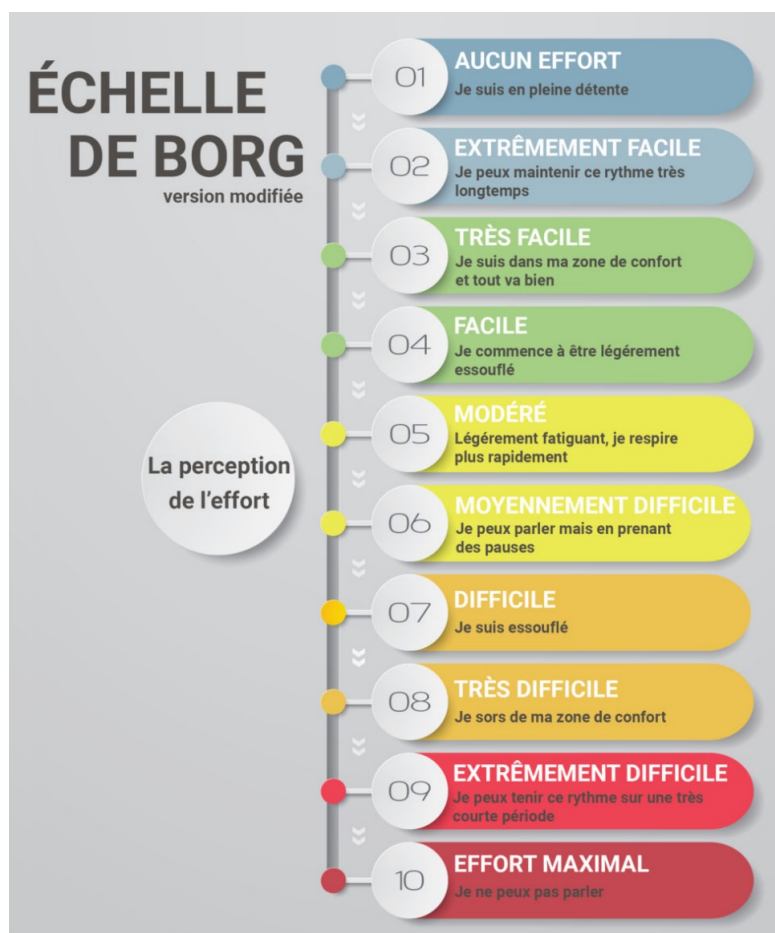 ÉCHELLE
DE BORG
version modifiée
La perception
de l'effort
01
AUCUN EFFORT
Je suis en pleine détente
02
EXTRÊMEMENT FACILE
Je peux maintenir ce rythme très
longtemps
03
TRÈS FACILE
Je suis dans ma zone de confort
et tout va bien
04
FACILE
Je commence à être légérement
essouflé
05
MODÉRÉ
Légérement fatiguant, je respire
plus rapidement
06
MOYENNEMENT DIFFICILE
Je peux parler mais en prenant
des pauses
07
DIFFICILE
Je suis essouflé
08
TRÈS DIFFICILE
Je sors de ma zone de confort
09
EXTRÊMEMENT DIFFICILE
Je peux tenir ce rythme sur une très
courte période
10
EFFORT MAXIMAL
Je ne peux pas parler